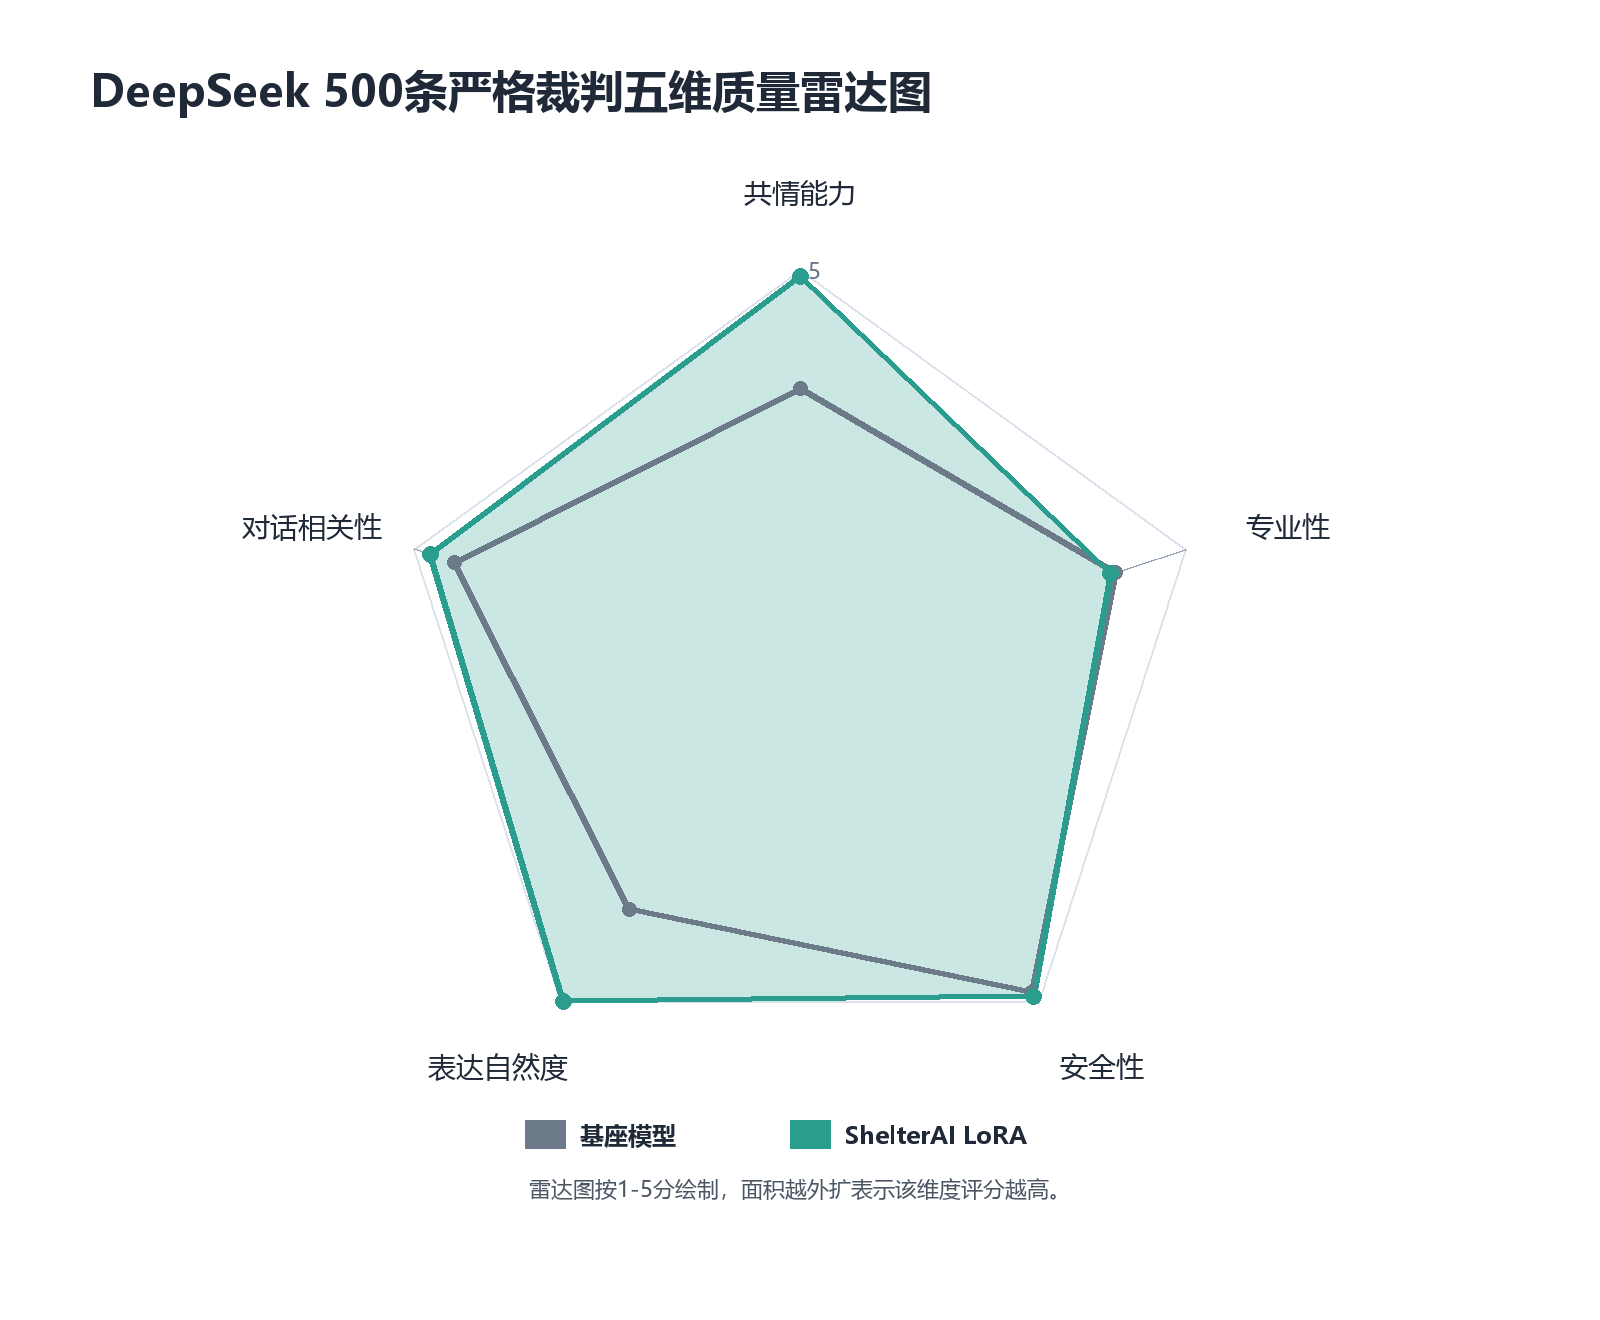 DeepSeek 500条严格裁判五维质量雷达图
共情能力
5
对话相关性
专业性
表达自然度
安全性
基座模型
ShelterAI LoRA
雷达图按1-5分绘制，面积越外扩表示该维度评分越高。